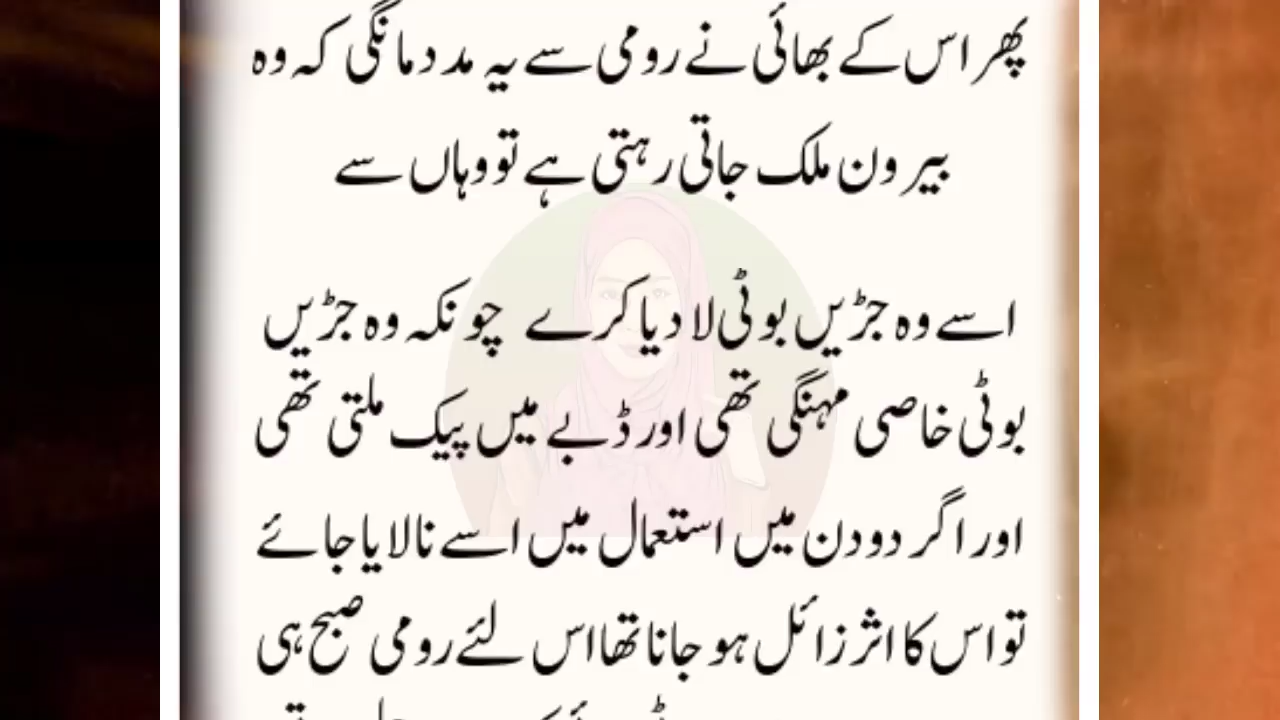 پھر اس کے بھائی نے رومی سے یہ مدد مانگی کہ وہ
بیرون ملک جاتی رہتی ہے تو وہاں سے
اسے وہ جڑیں بوٹی لا دیا کرے چونکہ وہ جڑیں
بوٹی خاصی مہنگی تھی اور ڈبے میں پیک ملتی تھی
اور اگر دو دن میں استعمال میں اسے نا لایا جائے
تو اس کا اثر زائل ہو جانا تھا اس لئے رومی صبح ہی